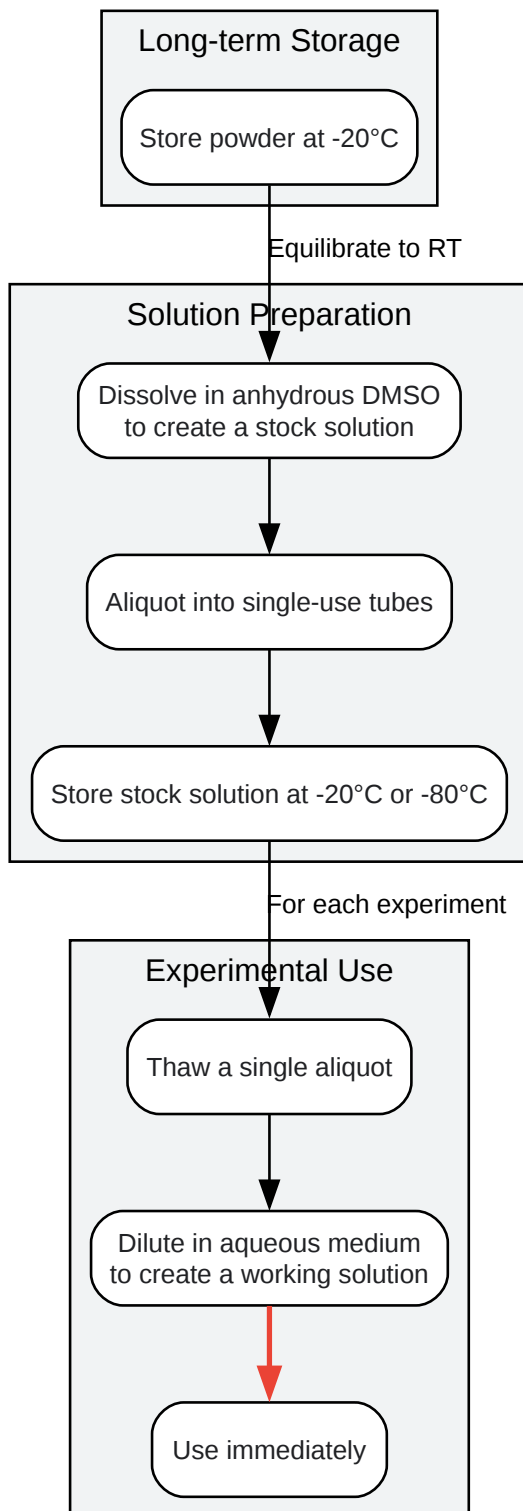 Long-term Storage
Store powder at -20°C
Equilibrate to RT
Solution Preparation
Dissolve in anhydrous DMSO
to create a stock solution
Aliquot into single-use tubes
Store stock solution at -20°C or -80°C
For each experiment
Experimental Use
Thaw a single aliquot
Dilute in aqueous medium
to create a working solution
Use immediately